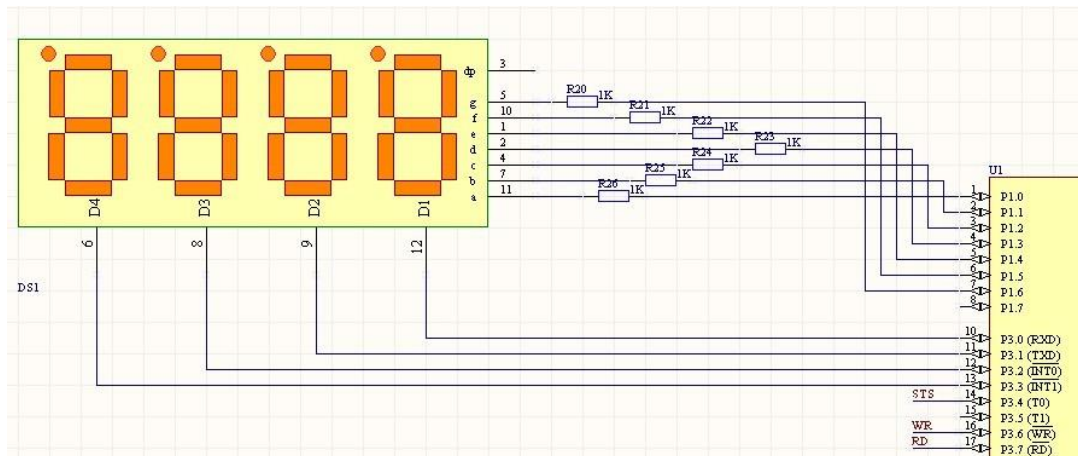 dp 3
g 5 R20 1K
f 10 R21 1K
e 1 R22 1K
d 2 R23 1K
c 4 R24 1K
b 7 R25 1K
a 11 R26 1K
D4 D3 D2 D1
6 8 9 12
DS1
U1
1 P1.0
2 P1.1
3 P1.2
4 P1.3
5 P1.4
6 P1.5
7 P1.6
8 P1.7
10 P3.0 (RXD)
11 P3.1 (TXD)
12 P3.2 (INT0)
13 P3.3 (INT1)
STS 14 P3.4 (T0)
15 P3.5 (T1)
WR 16 P3.6 (WR)
RD 17 P3.7 (RD)